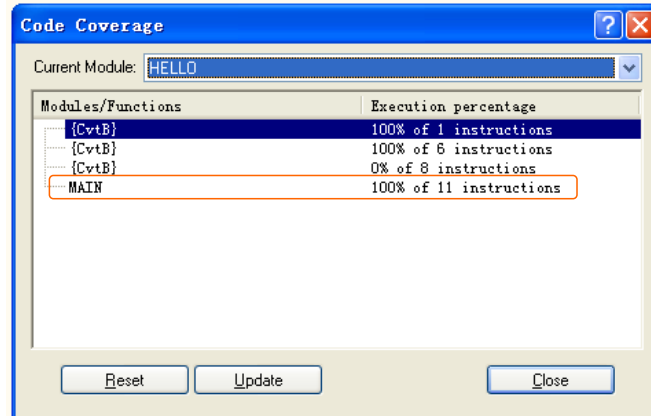 Code Coverage
Current Module: HELLO
Modules/Functions Execution percentage
{CvtB} 100% of 1 instructions
{CvtB} 100% of 6 instructions
{CvtB} 0% of 8 instructions
MAIN 100% of 11 instructions
Reset Update Close